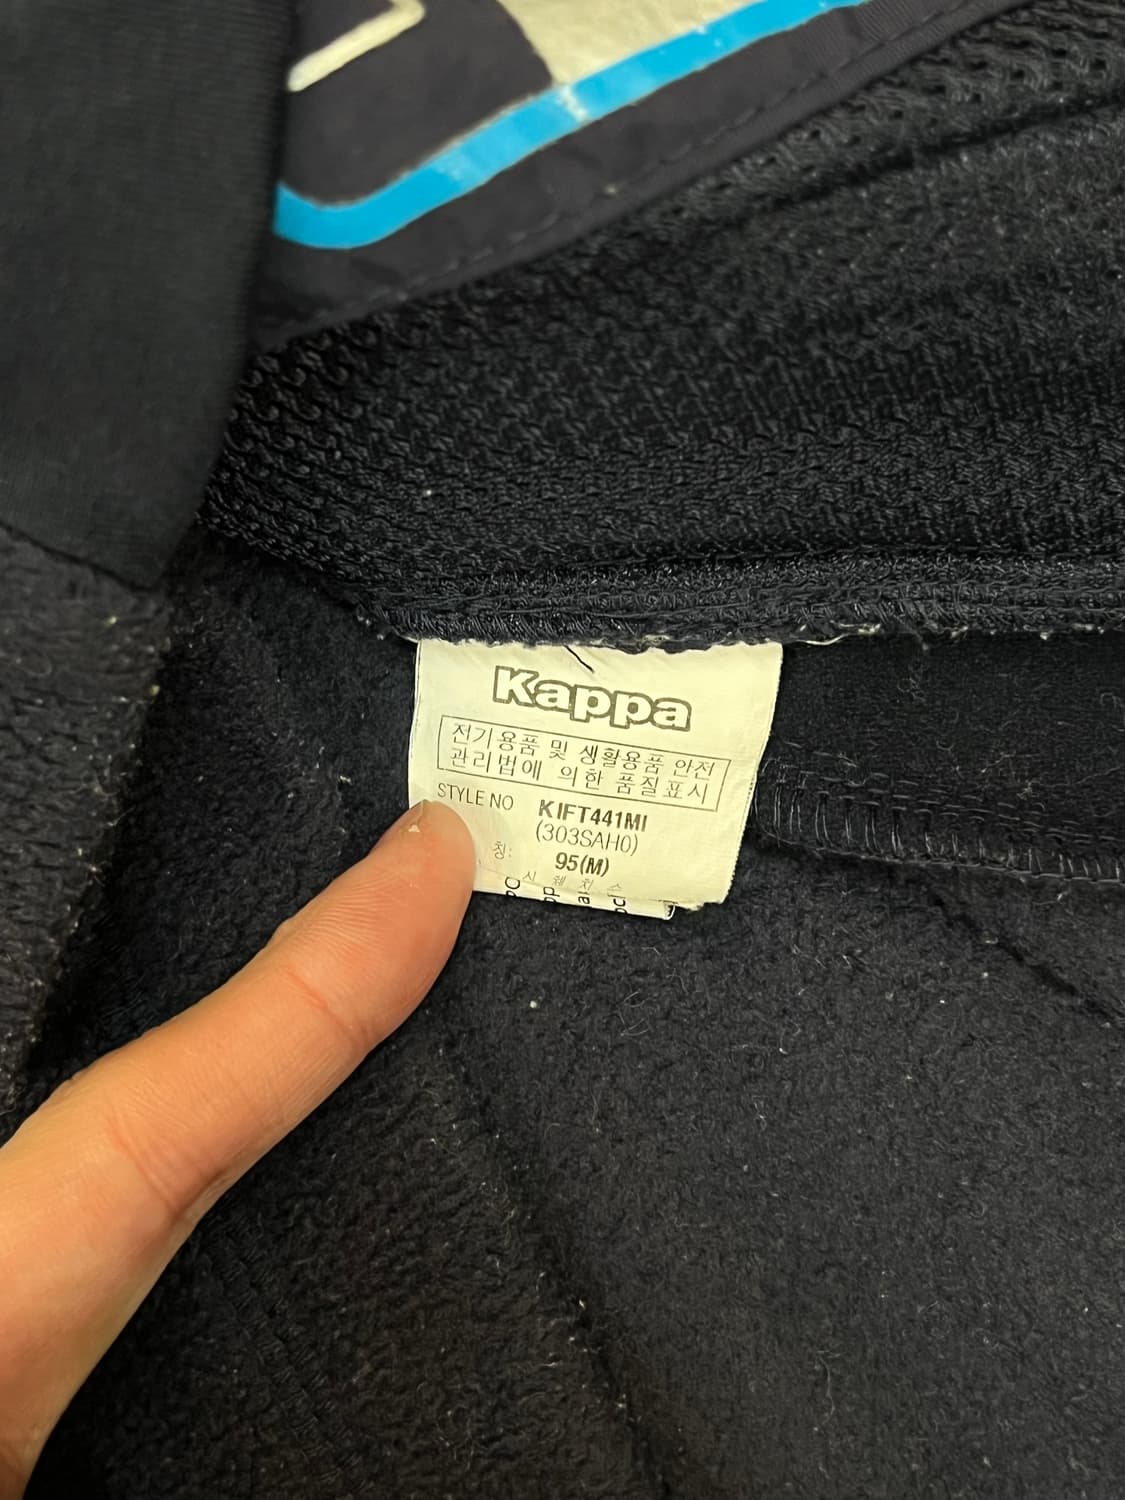 Kappa
전기용품 및 생활용품 안전
관리법에 의한 품질표시
STYLE NO KIFT441MI
(303SAH0)
칭: 95(M)